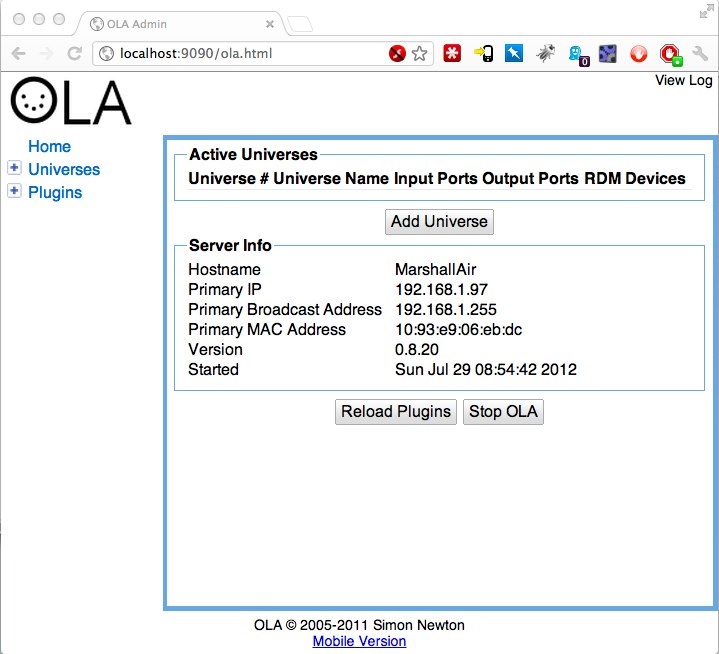 OLA Admin
localhost:9090/ola.html
0
View Log
OLA
Home
Universes
Plugins
Active Universes
Universe # Universe Name Input Ports Output Ports RDM Devices
Add Universe
Server Info
Hostname MarshallAir
Primary IP 192.168.1.97
Primary Broadcast Address 192.168.1.255
Primary MAC Address 10:93:e9:06:eb:dc
Version 0.8.20
Started Sun Jul 29 08:54:42 2012
Reload Plugins Stop OLA
OLA © 2005-2011 Simon Newton
Mobile Version